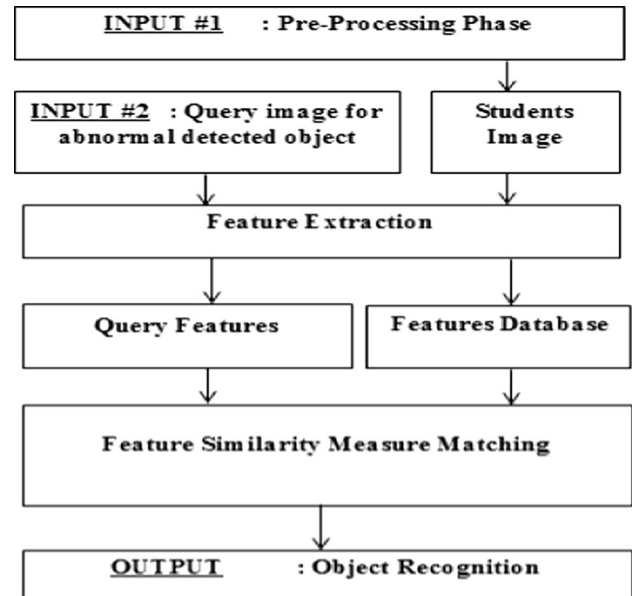 INPUT #1 : Pre-Processing Phase
INPUT #2 : Query image for
abnormal detected object
Students
Image
Feature Extraction
Query Features
Features Database
Feature Similarity Measure Matching
OUTPUT : Object Recognition